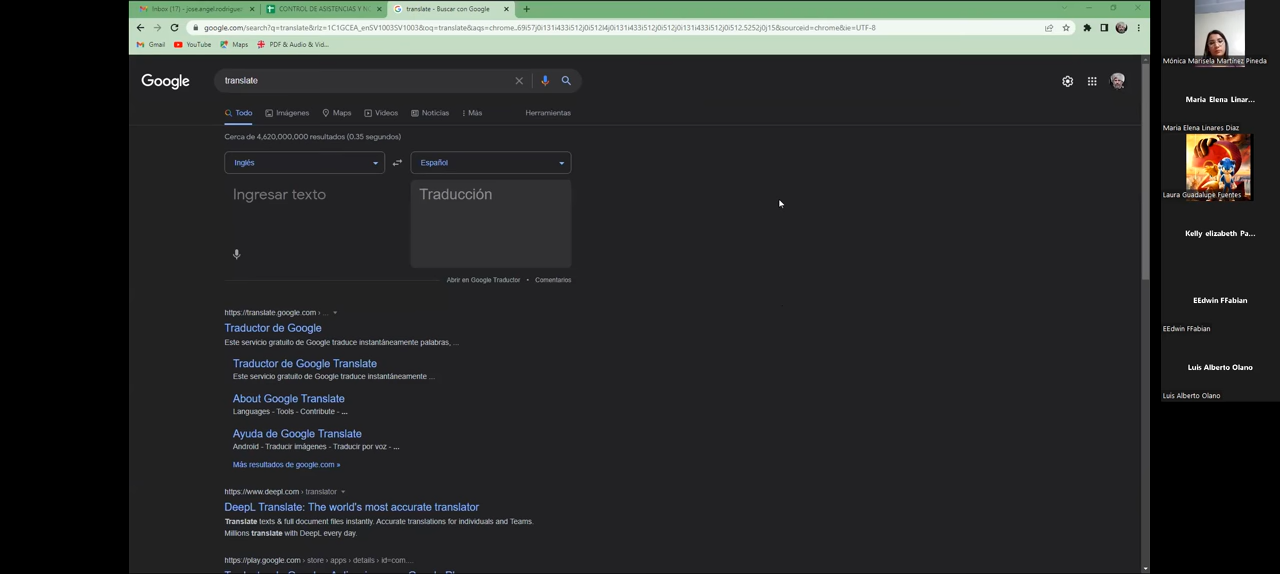 Inbox (17) - jose.angel.rodrigue
CONTROL DE ASISTENCIAS Y N
translate - Buscar con Google
google.com/search?q=translate&rlz=1C1GCEA_enSV1003SV1003&oq=translate&aqs=chrome..69i57j0i131i433i512j0i512l4j0i131i433i512j0i512j0i131i433i512j0i512.5252j0j15&sourceid=chrome&ie=UTF-8
Gmail
YouTube
Maps
PDF & Audio & Vid...
Google
translate
Todo
Imágenes
Maps
Videos
Noticias
Más
Herramientas
Cerca de 4,620,000,000 resultados (0.35 segundos)
Inglés
Español
Ingresar texto
Traducción
Abrir en Google Traductor • Comentarios
https://translate.google.com › ...
Traductor de Google
Este servicio gratuito de Google traduce instantáneamente palabras, ...
Traductor de Google Translate
Este servicio gratuito de Google traduce instantáneamente ...
About Google Translate
Languages - Tools - Contribute - ...
Ayuda de Google Translate
Android - Traducir imágenes - Traducir por voz - ...
Más resultados de google.com »
https://www.deepl.com › translator
DeepL Translate: The world's most accurate translator
Translate texts & full document files instantly. Accurate translations for individuals and Teams.
Millions translate with DeepL every day.
https://play.google.com › store › apps › details › id=com....
Mónica Marisela Martínez Pineda
Maria Elena Linar...
Maria Elena Linares Diaz
Laura Guadalupe Fuentes
Kelly elizabeth Pa...
EEdwin FFabian
EEdwin FFabian
Luis Alberto Olano
Luis Alberto Olano